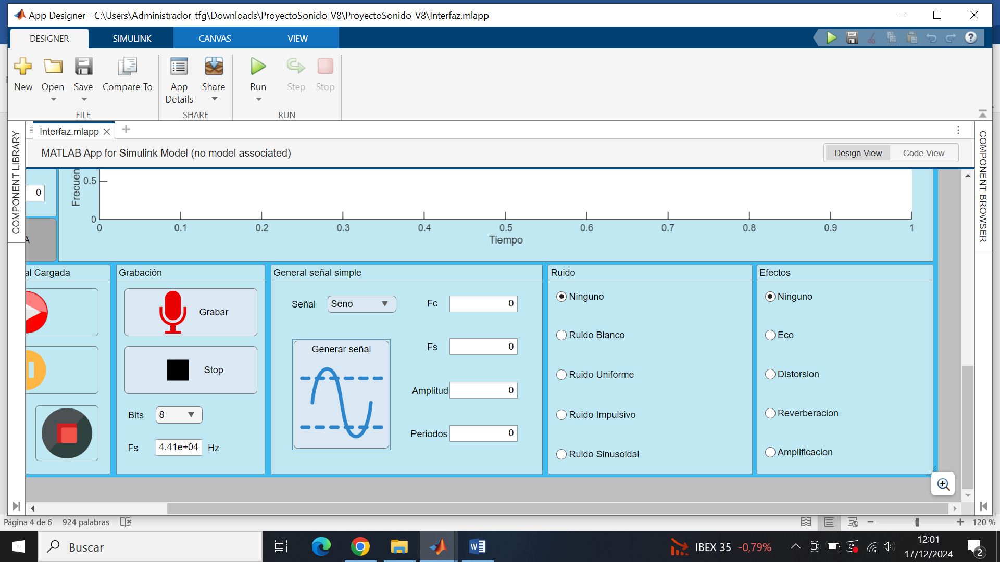 App Designer - C:\Users\Administrador_tfg\Downloads\ProyectoSonido_V8\ProyectoSonido_V8\Interfaz.mlapp
DESIGNER SIMULINK CANVAS VIEW
New Open Save Compare To App Details Share Run Step Stop
FILE SHARE RUN
Interfaz.mlapp
MATLAB App for Simulink Model (no model associated)
Design View Code View
COMPONENT LIBRARY
COMPONENT BROWSER
Frecuen
0.5
0
0
0 0.1 0.2 0.3 0.4 0.5 0.6 0.7 0.8 0.9 1
Tiempo
A
al Cargada
Grabación
Grabar
Stop
Bits 8
Fs 4.41e+04 Hz
General señal simple
Señal Seno
Generar señal
Fc 0
Fs 0
Amplitud 0
Periodos 0
Ruido
Ninguno
Ruido Blanco
Ruido Uniforme
Ruido Impulsivo
Ruido Sinusoidal
Efectos
Ninguno
Eco
Distorsion
Reverberacion
Amplificacion
Página 4 de 6 924 palabras
120 %
Buscar
IBEX 35 -0,79%
12:01
17/12/2024
2